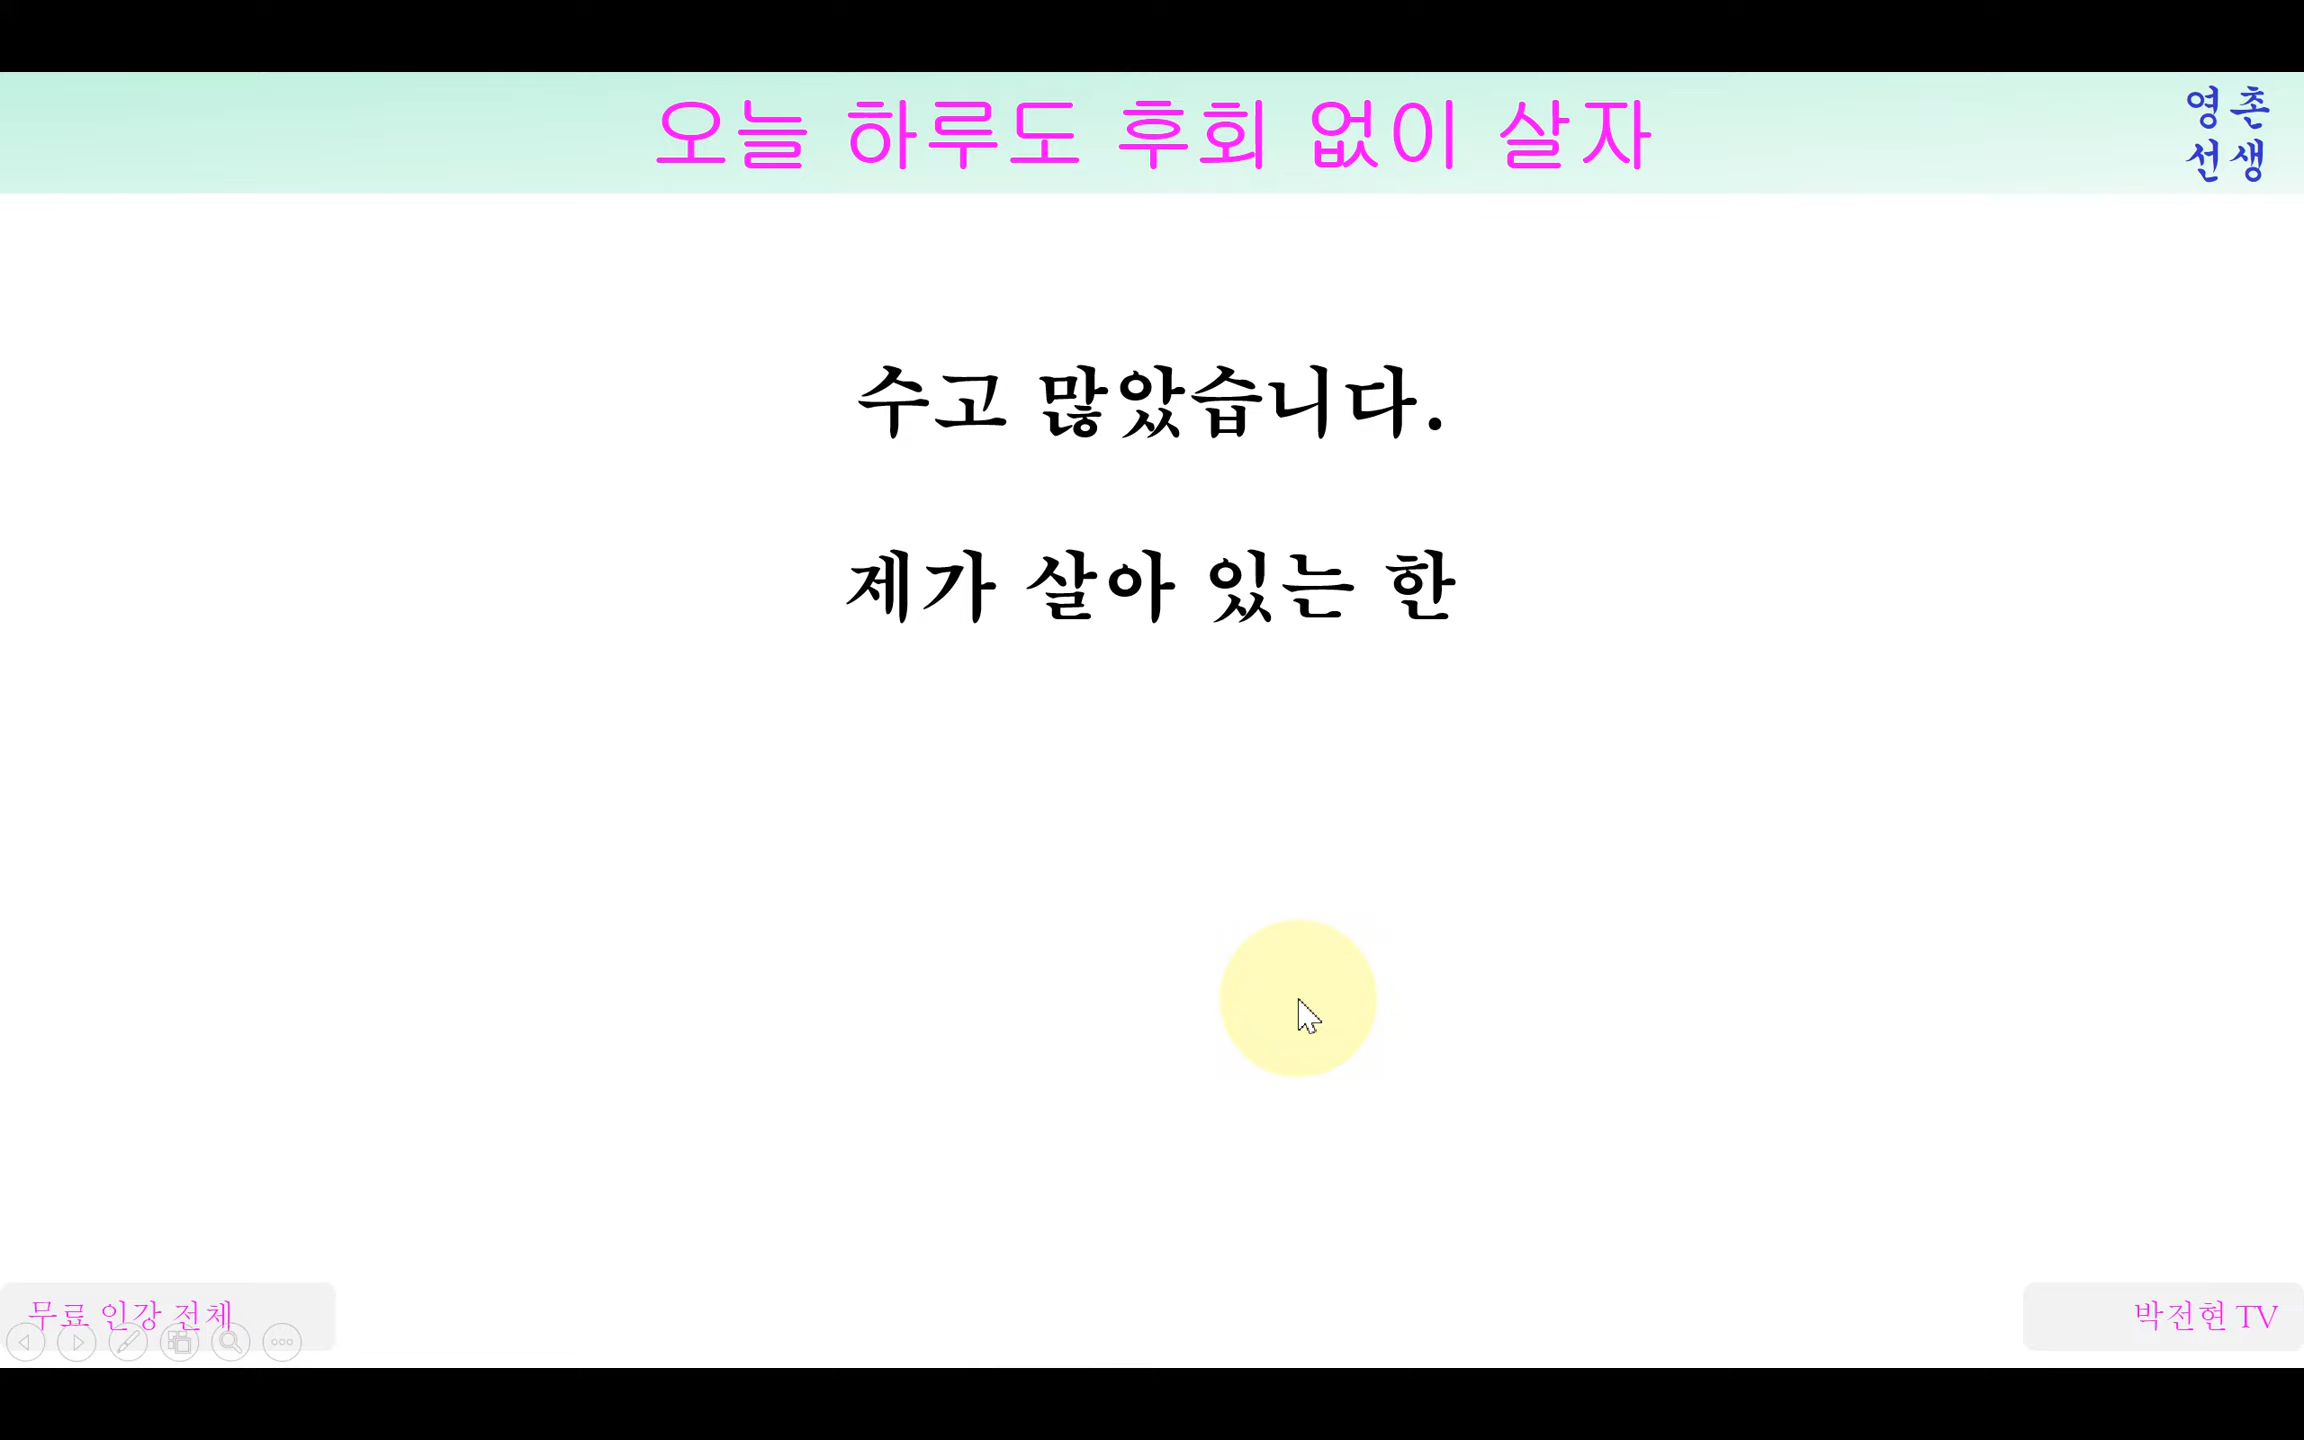 오늘 하루도 후회 없이 살자
영촌
선생
수고 많았습니다.
제가 살아 있는 한
무료 인강 전체
박전현 TV